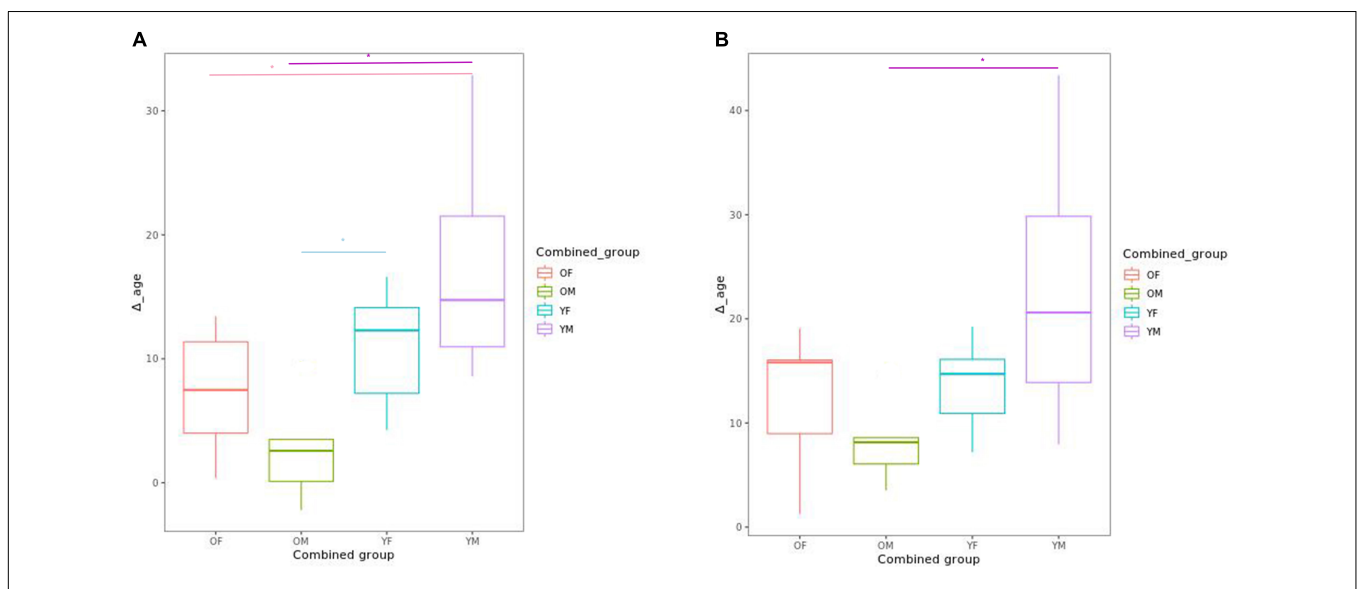 A
*
*
30
20
*
10
0
Δ_age
OF OM YF YM
Combined group
Combined_group
OF
OM
YF
YM
B
*
40
30
20
10
0
Δ_age
OF OM YF YM
Combined group
Combined_group
OF
OM
YF
YM